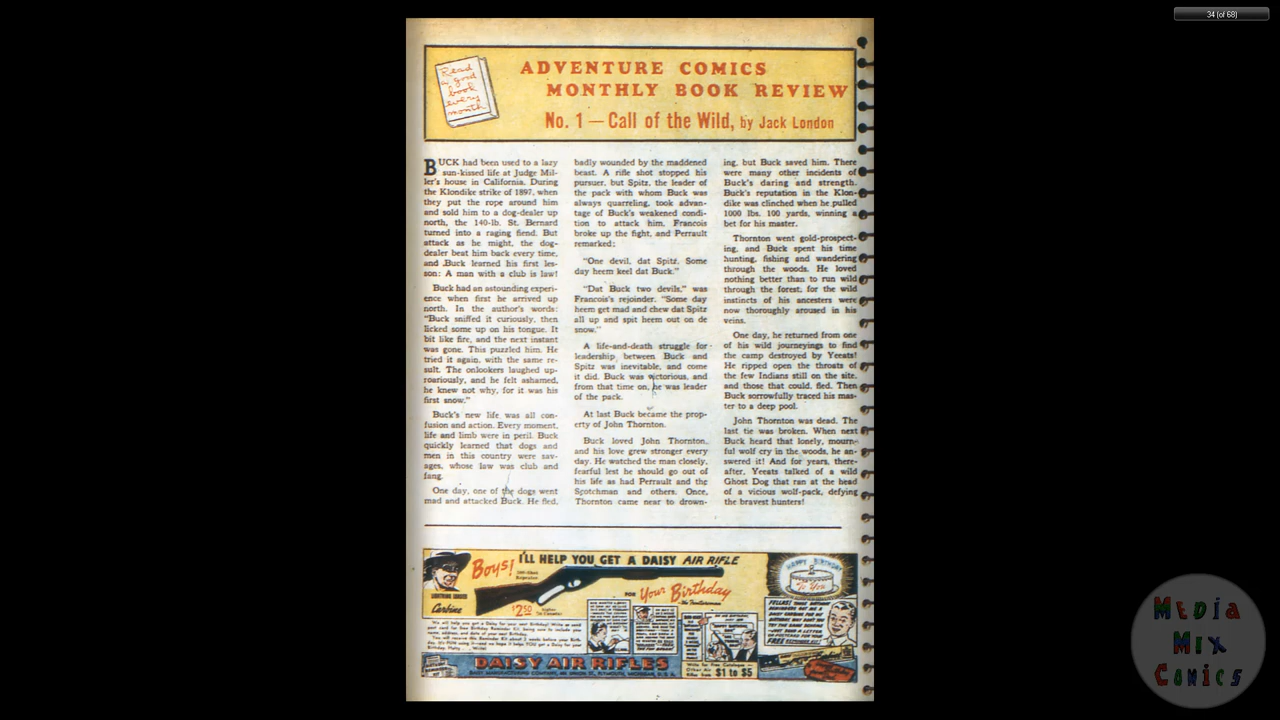 34 (of 68)
Read
a good
book
every
month
ADVENTURE COMICS
MONTHLY BOOK REVIEW
No. 1 — Call of the Wild, by Jack London
BUCK had been used to a lazy
sun-kissed life at Judge Mil-
ler's house in California. During
the Klondike strike of 1897, when
they put the rope around him
and sold him to a dog-dealer up
north, the 140-lb. St. Bernard
turned into a raging fiend. But
attack as he might, the dog-
dealer beat him back every time,
and Buck learned his first les-
son: A man with a club is law!
Buck had an astounding experi-
ence when first he arrived up
north. In the author's words:
"Buck sniffed it curiously, then
licked some up on his tongue. It
bit like fire, and the next instant
was gone. This puzzled him. He
tried it again, with the same re-
sult. The onlookers laughed up-
roariously, and he felt ashamed,
he knew not why, for it was his
first snow."
Buck's new life was all con-
fusion and action. Every moment,
life and limb were in peril. Buck
quickly learned that dogs and
men in this country were sav-
ages, whose law was club and
fang.
One day, one of the dogs went
mad and attacked Buck. He fled,
badly wounded by the maddened
beast. A rifle shot stopped his
pursuer, but Spitz, the leader of
the pack with whom Buck was
always quarreling, took advan-
tage of Buck's weakened condi-
tion to attack him. Francois
broke up the fight, and Perrault
remarked:
"One devil, dat Spitz. Some
day heem keel dat Buck."
"Dat Buck two devils," was
Francois's rejoinder. "Some day
heem get mad and chew dat Spitz
all up and spit heem out on de
snow."
A life-and-death struggle for
leadership between Buck and
Spitz was inevitable, and come
it did. Buck was victorious, and
from that time on, he was leader
of the pack.
At last Buck became the prop-
erty of John Thornton.
Buck loved John Thornton,
and his love grew stronger every
day. He watched the man closely,
fearful lest he should go out of
his life as had Perrault and the
Scotchman and others. Once,
Thornton came near to drown-
ing, but Buck saved him. There
were many other incidents of
Buck's daring and strength.
Buck's reputation in the Klon-
dike was clinched when he pulled
1000 lbs. 100 yards, winning a
bet for his master.
Thornton went gold-prospect-
ing, and Buck spent his time
hunting, fishing and wandering
through the woods. He loved
nothing better than to run wild
through the forest, for the wild
instincts of his ancesters were
now thoroughly aroused in his
veins.
One day, he returned from one
of his wild journeyings to find
the camp destroyed by Yeeats!
He ripped open the throats of
the few Indians still on the site,
and those that could, fled. Then
Buck sorrowfully traced his mas-
ter to a deep pool.
John Thornton was dead. The
last tie was broken. When next
Buck heard that lonely, mourn-
ful wolf cry in the woods, he an-
swered it! And for years, there-
after, Yeeats talked of a wild
Ghost Dog that ran at the head
of a vicious wolf-pack, defying
the bravest hunters!
Boys! I'LL HELP YOU GET A DAISY AIR RIFLE
FOR Your Birthday
Carbine
$2.50
HAPPY BIRTHDAY
To You
DAISY AIR RIFLES
$1 to $5
MEDIA
MIX
COMICS